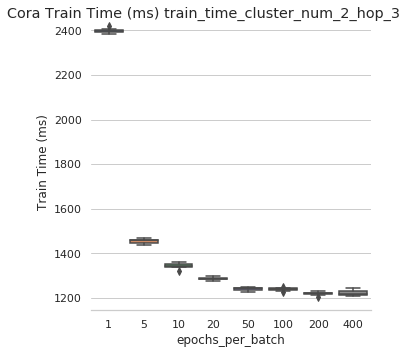 Cora Train Time (ms) train_time_cluster_num_2_hop_3
2400
2200
2000
1800
1600
1400
1200
Train Time (ms)
1 5 10 20 50 100 200 400
epochs_per_batch